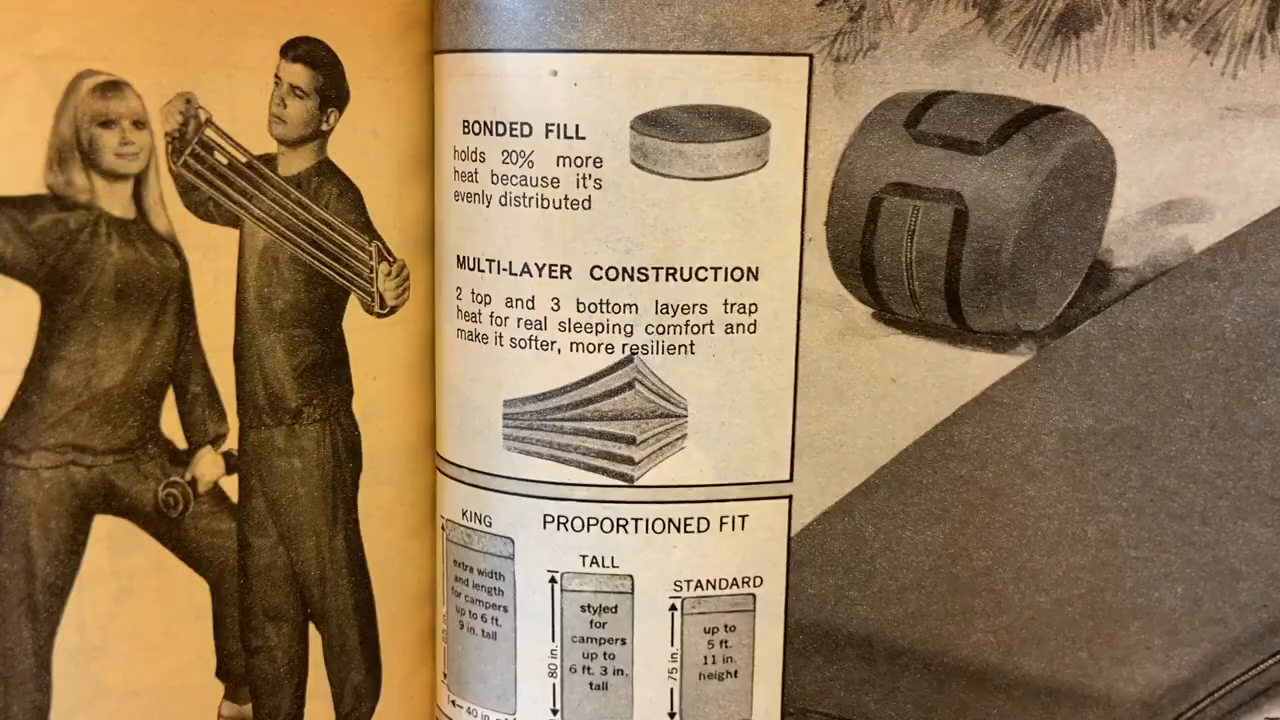 BONDED FILL
holds 20% more
heat because it's
evenly distributed
MULTI-LAYER CONSTRUCTION
2 top and 3 bottom layers trap
heat for real sleeping comfort and
make it softer, more resilient
PROPORTIONED FIT
KING
extra width
and length
for campers
up to 6 ft.
9 in. tall
40 in.
TALL
styled
for
campers
up to
6 ft. 3 in.
tall
80 in.
STANDARD
up to
5 ft.
11 in.
height
75 in.